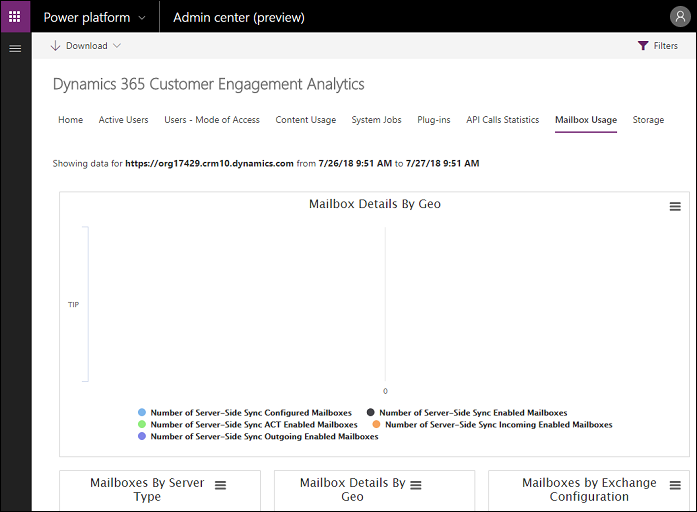 Power platform Admin center (preview)
Download Filters
Dynamics 365 Customer Engagement Analytics
Home Active Users Users - Mode of Access Content Usage System Jobs Plug-ins API Calls Statistics Mailbox Usage Storage
Showing data for https://org17429.crm10.dynamics.com from 7/26/18 9:51 AM to 7/27/18 9:51 AM
Mailbox Details By Geo
TIP
0
Number of Server-Side Sync Configured Mailboxes Number of Server-Side Sync Enabled Mailboxes
Number of Server-Side Sync ACT Enabled Mailboxes Number of Server-Side Sync Incoming Enabled Mailboxes
Number of Server-Side Sync Outgoing Enabled Mailboxes
Mailboxes By Server
Type
Mailbox Details By
Geo
Mailboxes by Exchange
Configuration